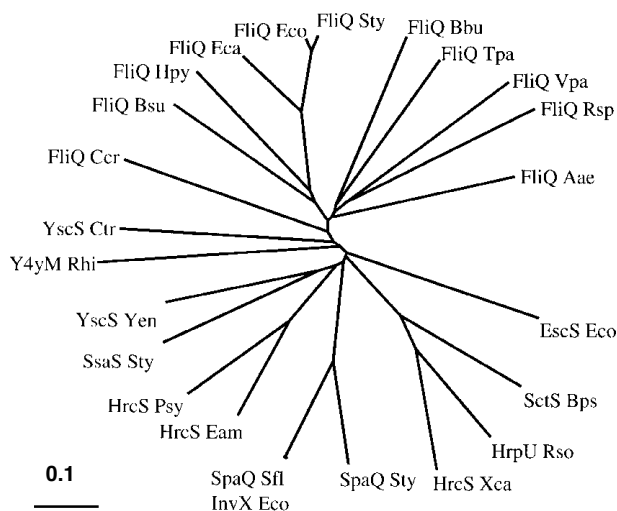 FliQ Sty
FliQ Eco
FliQ Bbu
FliQ Eca
FliQ Tpa
FliQ Hpy
FliQ Vpa
FliQ Bsu
FliQ Rsp
FliQ Ccr
FliQ Aae
YscS Ctr
Y4yM Rhi
YscS Yen
EscS Eco
SsaS Sty
SctS Bps
HrcS Psy
HrcS Eam
HrpU Rso
SpaQ Sfl
InvX Eco
SpaQ Sty
HrcS Xca
0.1